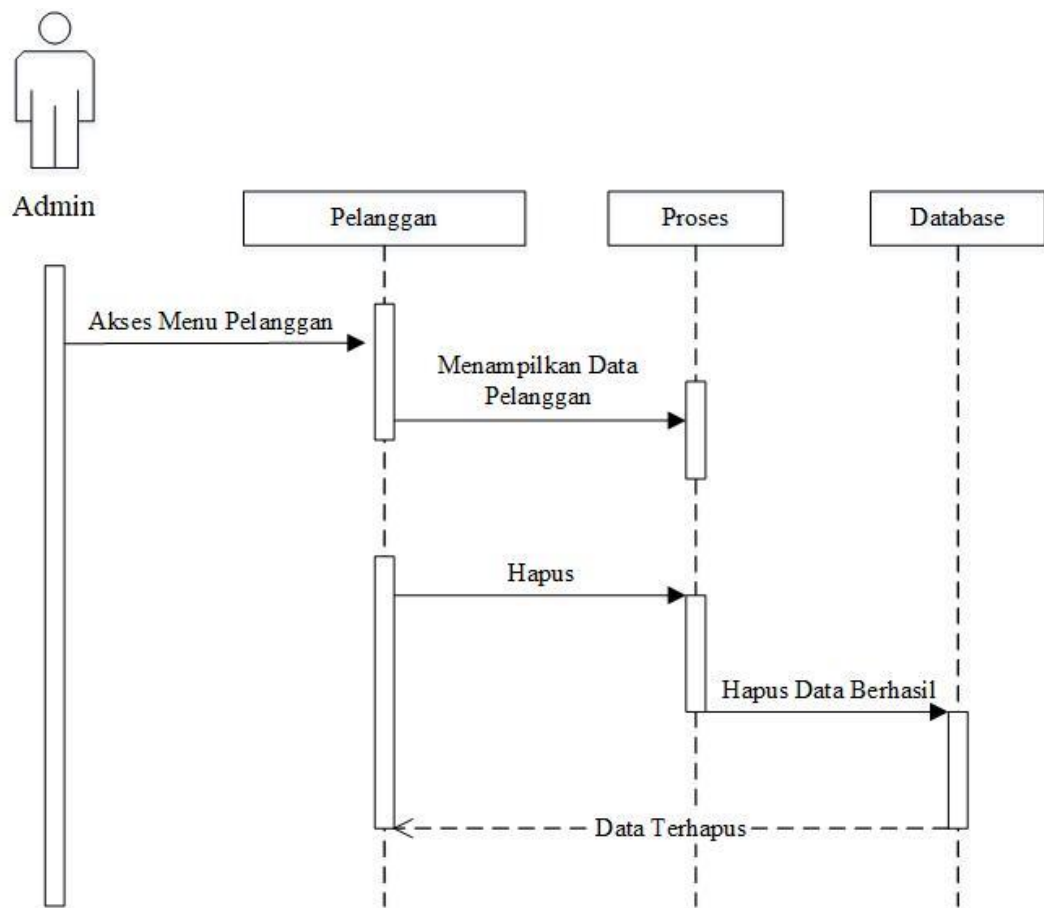 Admin
Pelanggan
Proses
Database
Akses Menu Pelanggan
Menampilkan Data
Pelanggan
Hapus
Hapus Data Berhasil
Data Terhapus